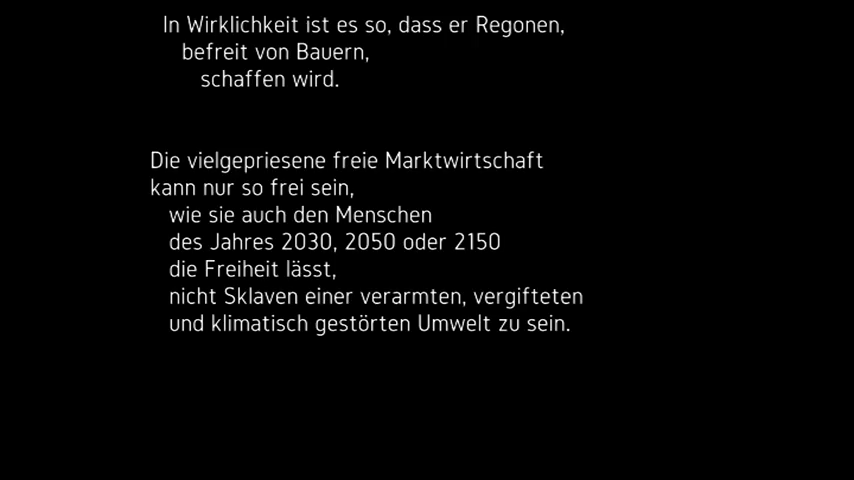 In Wirklichkeit ist es so, dass er Regonen,
befreit von Bauern,
schaffen wird.
Die vielgepriesene freie Marktwirtschaft
kann nur so frei sein,
wie sie auch den Menschen
des Jahres 2030, 2050 oder 2150
die Freiheit lässt,
nicht Sklaven einer verarmten, vergifteten
und klimatisch gestörten Umwelt zu sein.